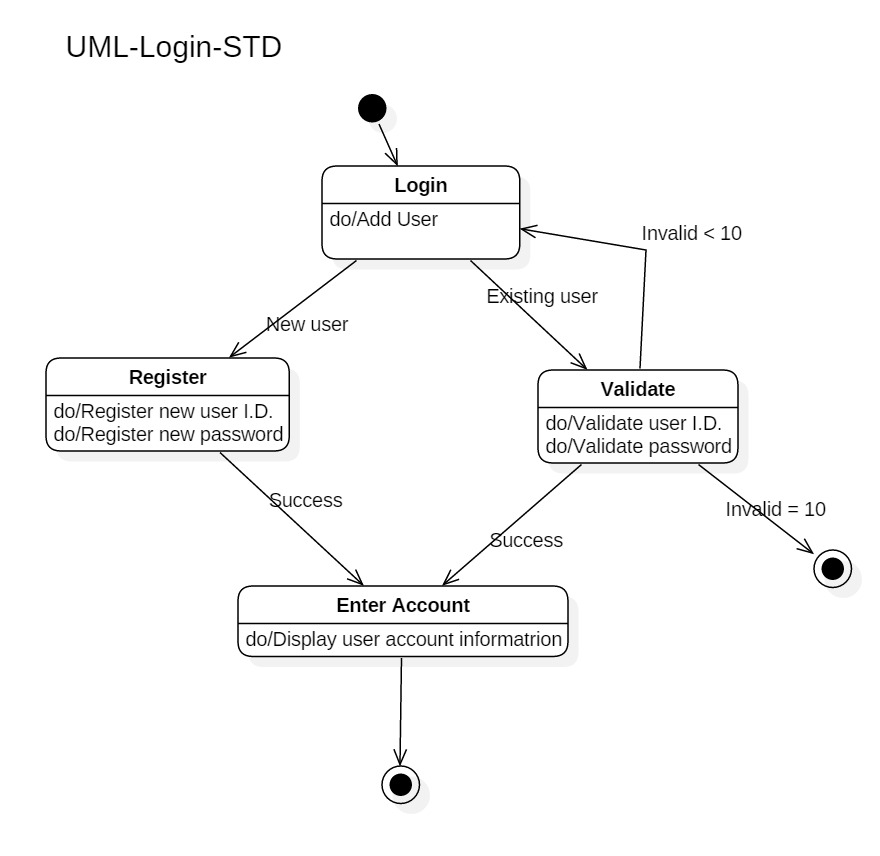 UML-Login-STD
Login
do/Add User
Invalid < 10
Existing user
New user
Register
do/Register new user I.D.
do/Register new password
Validate
do/Validate user I.D.
do/Validate password
Success
Invalid = 10
Success
Enter Account
do/Display user account informatrion